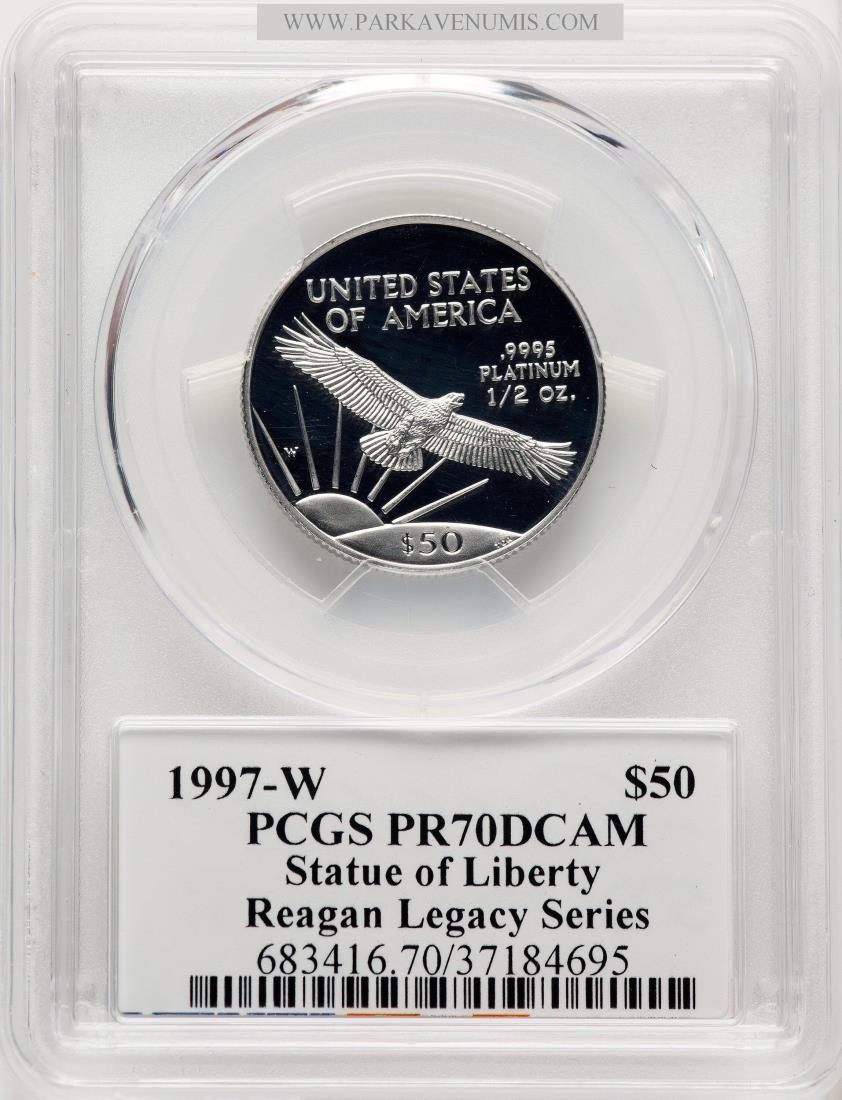 WWW.PARKAVENUMIS.COM
UNITED STATES
OF AMERICA
.9995
PLATINUM
1/2 OZ.
W
$50
1997-W $50
PCGS PR70DCAM
Statue of Liberty
Reagan Legacy Series
683416.70/37184695